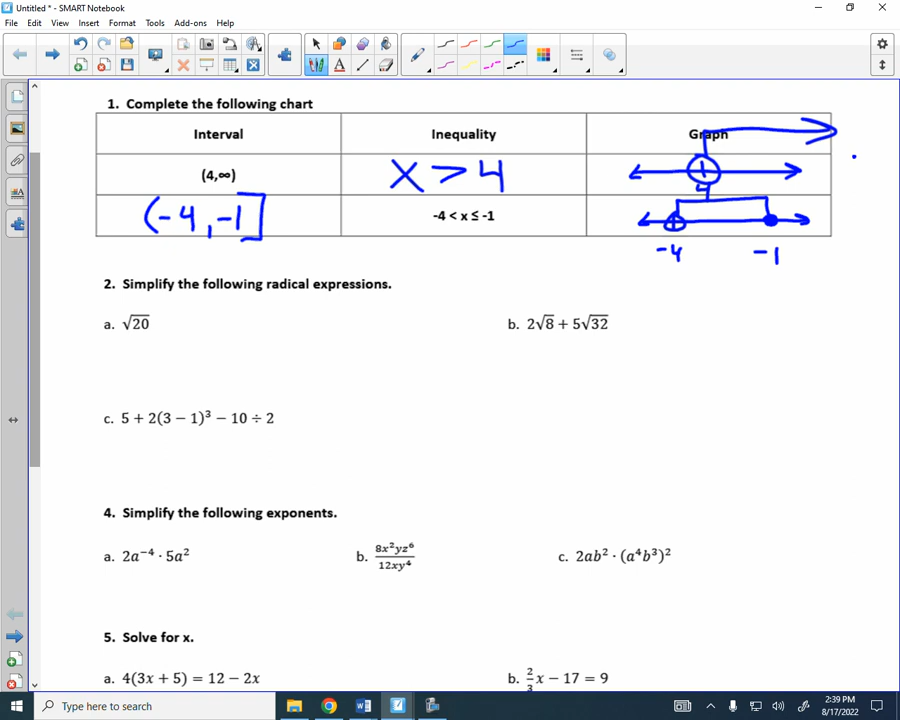 Untitled * - SMART Notebook
File Edit View Insert Format Tools Add-ons Help
1. Complete the following chart
Interval Inequality Graph
(4,∞) x > 4 4
(-4, -1] -4 < x ≤ -1 -4 -1
2. Simplify the following radical expressions.
a. √20 b. 2√8 + 5√32
c. 5 + 2(3 − 1)³ − 10 ÷ 2
4. Simplify the following exponents.
a. 2a⁻⁴ · 5a² b. 8x²yz⁶/12xy⁴ c. 2ab² · (a⁴b³)²
5. Solve for x.
a. 4(3x + 5) = 12 − 2x b. 2/3 x − 17 = 9
Type here to search
2:39 PM
8/17/2022